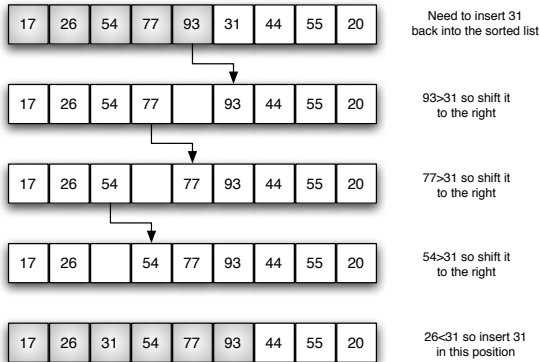 17 26 54 77 93 31 44 55 20
Need to insert 31
back into the sorted list
17 26 54 77 93 44 55 20
93>31 so shift it
to the right
17 26 54 77 93 44 55 20
77>31 so shift it
to the right
17 26 54 77 93 44 55 20
54>31 so shift it
to the right
17 26 31 54 77 93 44 55 20
26<31 so insert 31
in this position